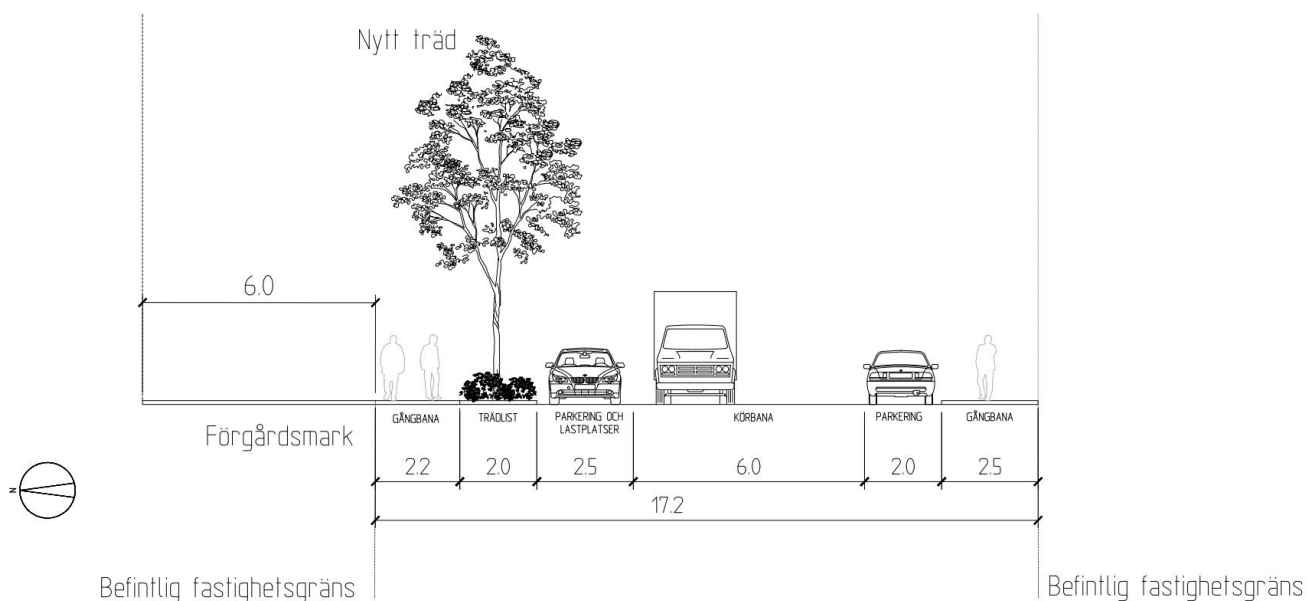 Nytt träd
6.0
Förgårdsmark
GÅNGBANA
TRÄDLIST
PARKERING OCH
LASTPLATSER
KÖRBANA
PARKERING
GÅNGBANA
2.2
2.0
2.5
6.0
2.0
2.5
N
17.2
Befintlig fastighetsgräns
Befintlig fastighetsgräns